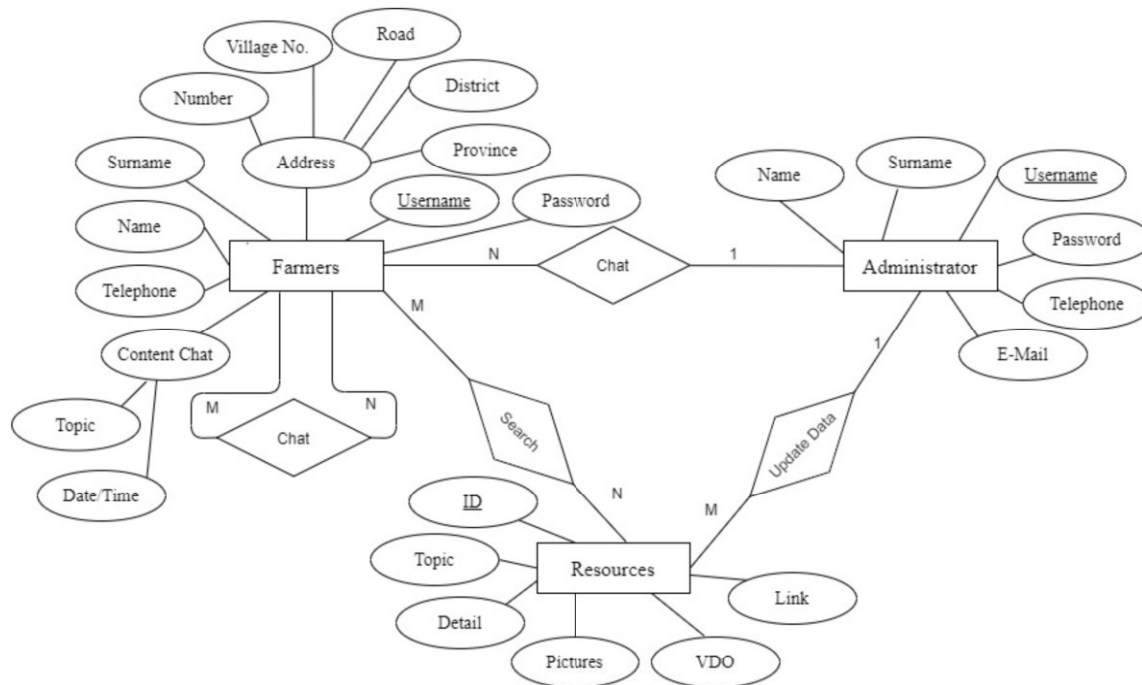 Road
Village No.
District
Number
Province
Surname
Address
Surname
Name
Username
Username
Password
Name
Password
Farmers
N
Chat
1
Administrator
Telephone
Telephone
M
E-Mail
1
Content Chat
M
N
Topic
Chat
Search
Update Data
Date/Time
ID
N
M
Topic
Resources
Link
Detail
Pictures
VDO